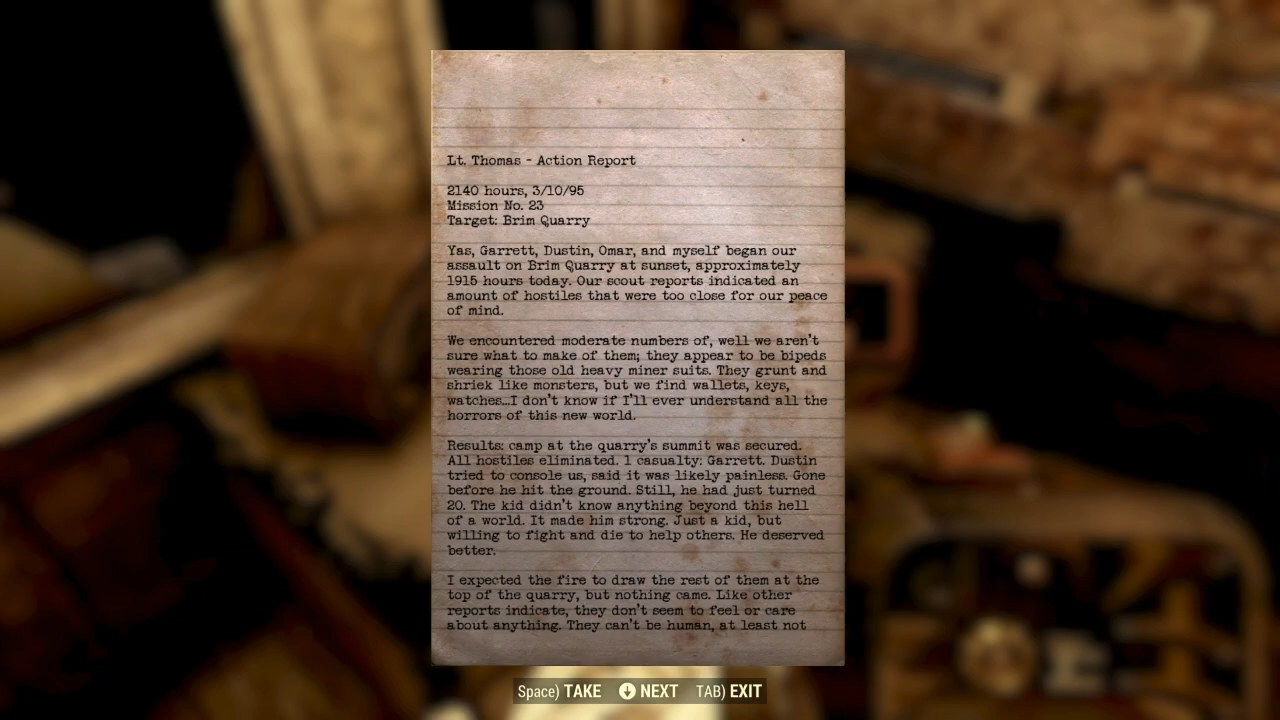 Lt. Thomas - Action Report
2140 hours, 3/10/95
Mission No. 23
Target: Brim Quarry
Yas, Garrett, Dustin, Omar, and myself began our
assault on Brim Quarry at sunset, approximately
1915 hours today. Our scout reports indicated an
amount of hostiles that were too close for our peace
of mind.
We encountered moderate numbers of, well we aren't
sure what to make of them; they appear to be bipeds
wearing those old heavy miner suits. They grunt and
shriek like monsters, but we find wallets, keys,
watches...I don't know if I'll ever understand all the
horrors of this new world.
Results: camp at the quarry's summit was secured.
All hostiles eliminated. 1 casualty: Garrett. Dustin
tried to console us, said it was likely painless. Gone
before he hit the ground. Still, he had just turned
20. The kid didn't know anything beyond this hell
of a world. It made him strong. Just a kid, but
willing to fight and die to help others. He deserved
better.
I expected the fire to draw the rest of them at the
top of the quarry, but nothing came. Like other
reports indicate, they don't seem to feel or care
about anything. They can't be human, at least not
Space) TAKE NEXT TAB) EXIT